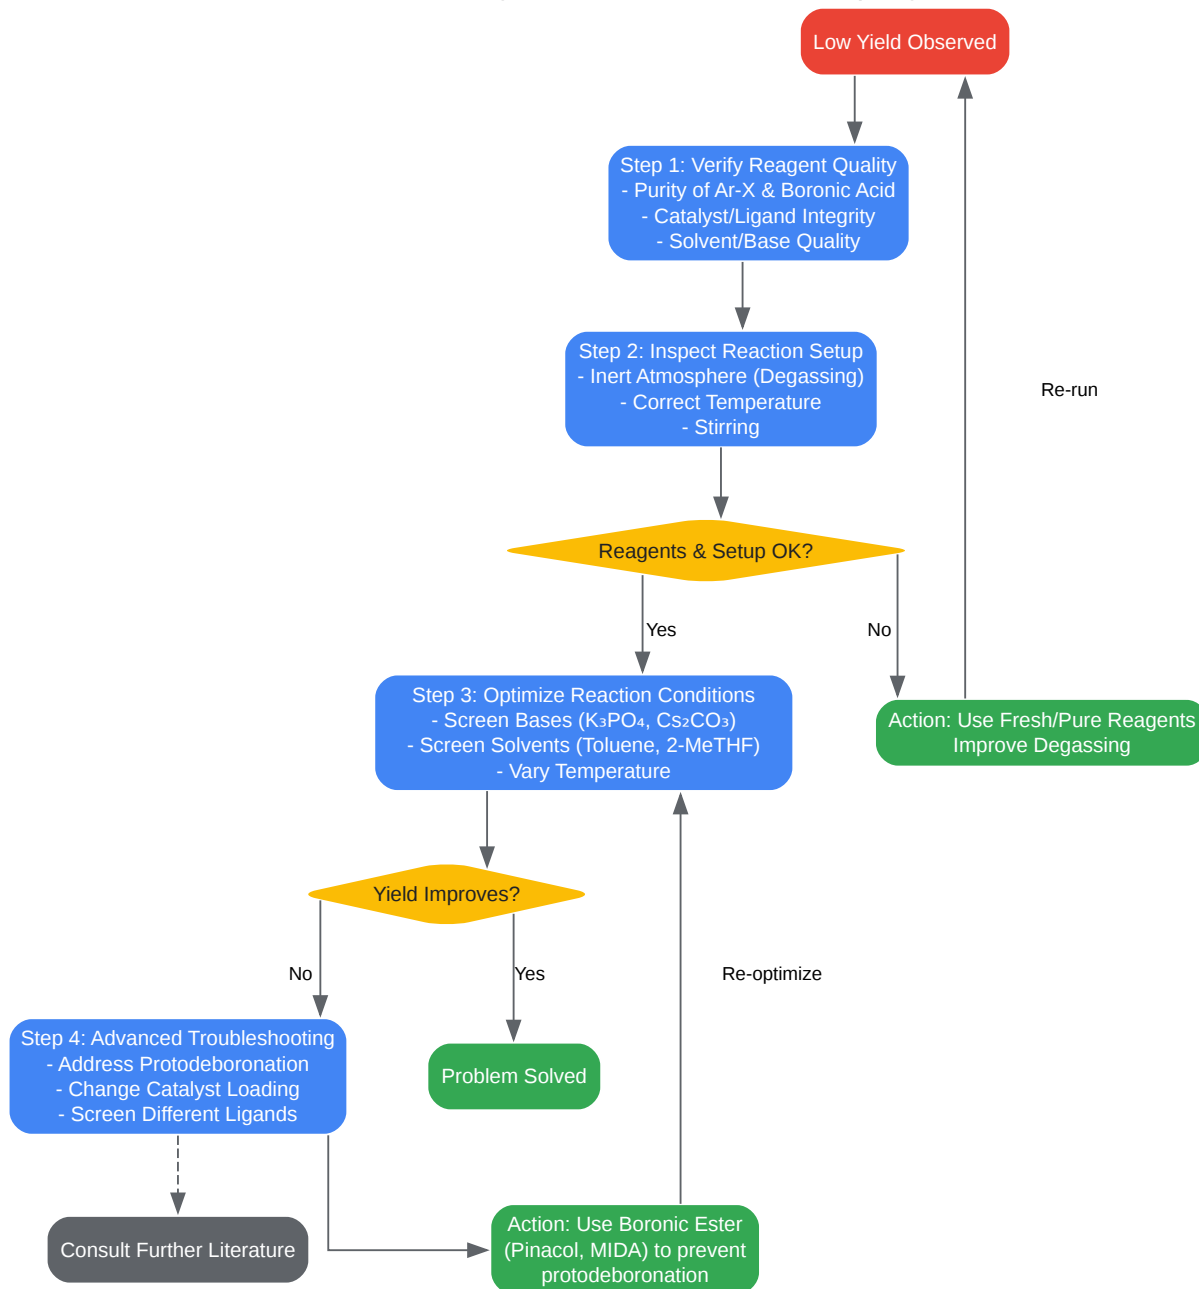 Low Yield Observed
Step 1: Verify Reagent Quality
- Purity of Ar-X & Boronic Acid
- Catalyst/Ligand Integrity
- Solvent/Base Quality
Step 2: Inspect Reaction Setup
- Inert Atmosphere (Degassing)
- Correct Temperature
- Stirring
Re-run
Reagents & Setup OK?
Yes
No
Step 3: Optimize Reaction Conditions
- Screen Bases (K₃PO₄, Cs₂CO₃)
- Screen Solvents (Toluene, 2-MeTHF)
- Vary Temperature
Action: Use Fresh/Pure Reagents
Improve Degassing
Yield Improves?
No
Yes
Re-optimize
Step 4: Advanced Troubleshooting
- Address Protodeboronation
- Change Catalyst Loading
- Screen Different Ligands
Problem Solved
Consult Further Literature
Action: Use Boronic Ester
(Pinacol, MIDA) to prevent
protodeboronation